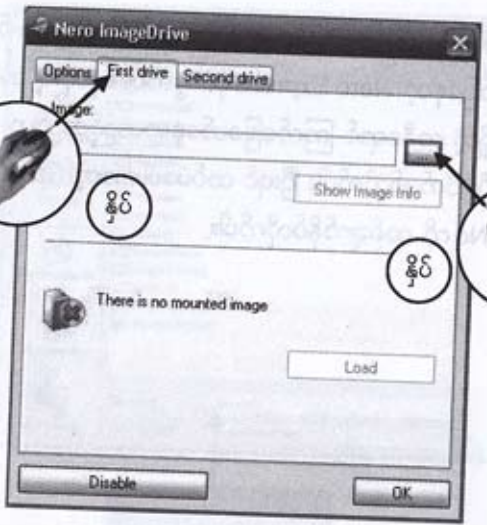 Nero ImageDrive
Options First drive Second drive
Image:
...
Show Image Info
နှိပ်
နှိပ်
There is no mounted image
Load
Disable OK